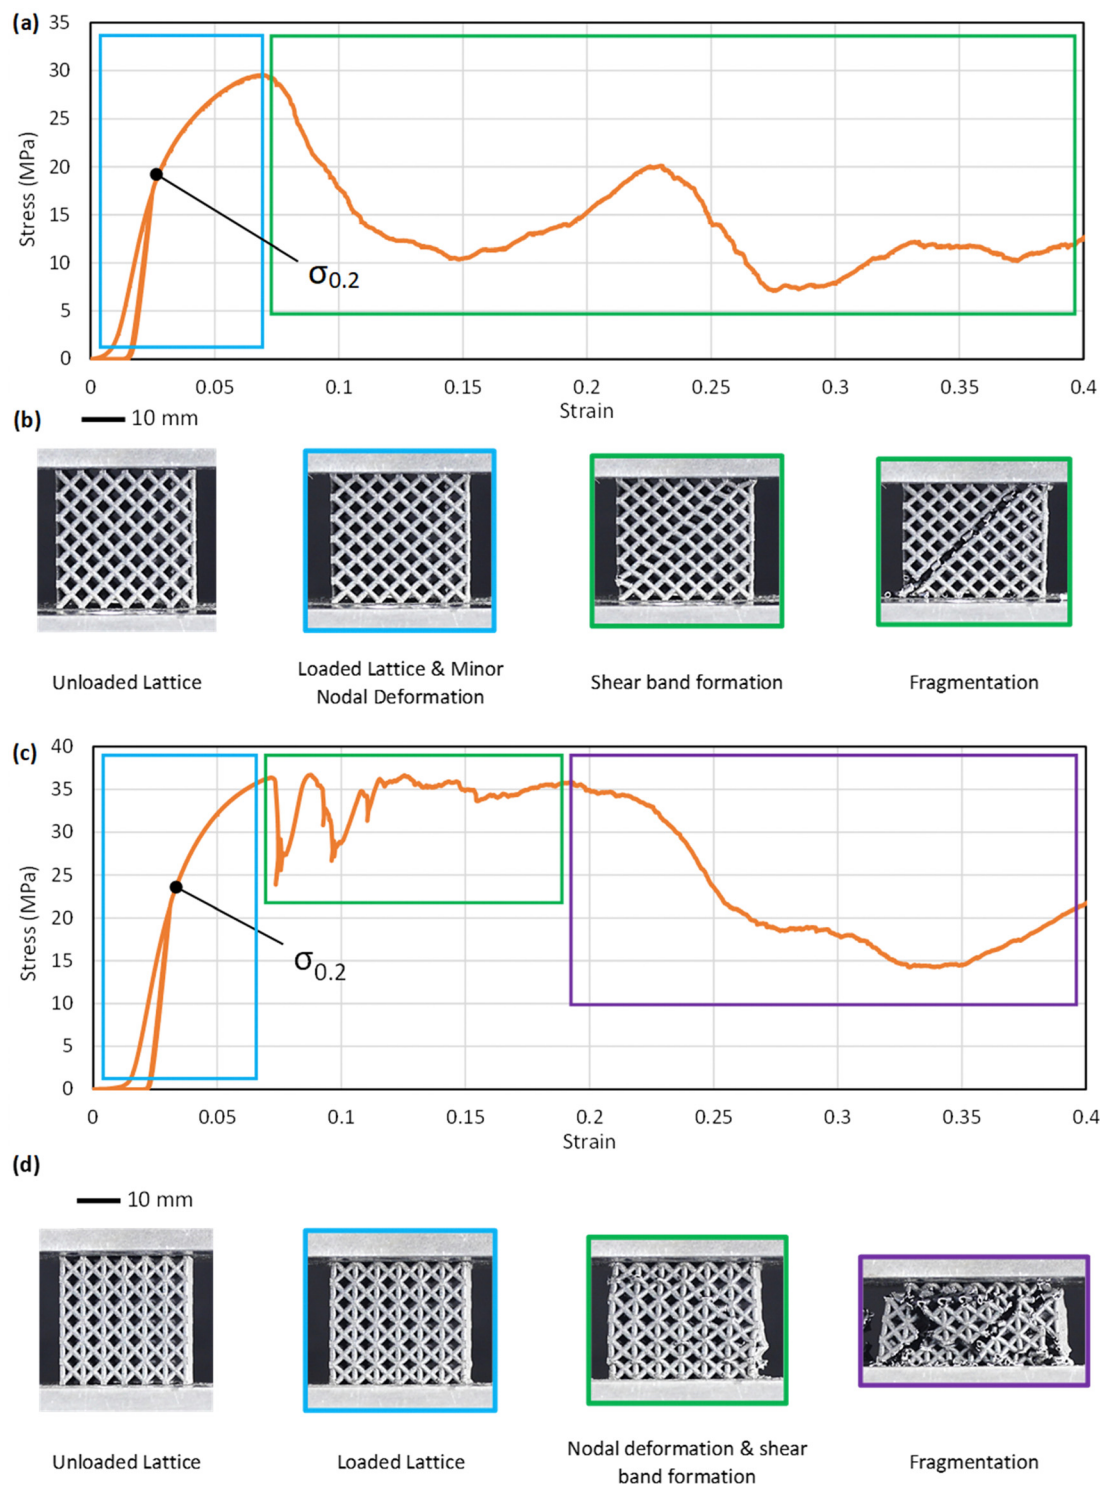 (a)
35
30
25
20
15
10
5
0
Stress (MPa)
σ0.2
0 0.05 0.1 0.15 0.2 0.25 0.3 0.35 0.4
Strain
(b)
10 mm
Unloaded Lattice
Loaded Lattice & Minor
Nodal Deformation
Shear band formation
Fragmentation
(c)
40
35
30
25
20
15
10
5
0
Stress (MPa)
σ0.2
0 0.05 0.1 0.15 0.2 0.25 0.3 0.35 0.4
Strain
(d)
10 mm
Unloaded Lattice
Loaded Lattice
Nodal deformation & shear
band formation
Fragmentation